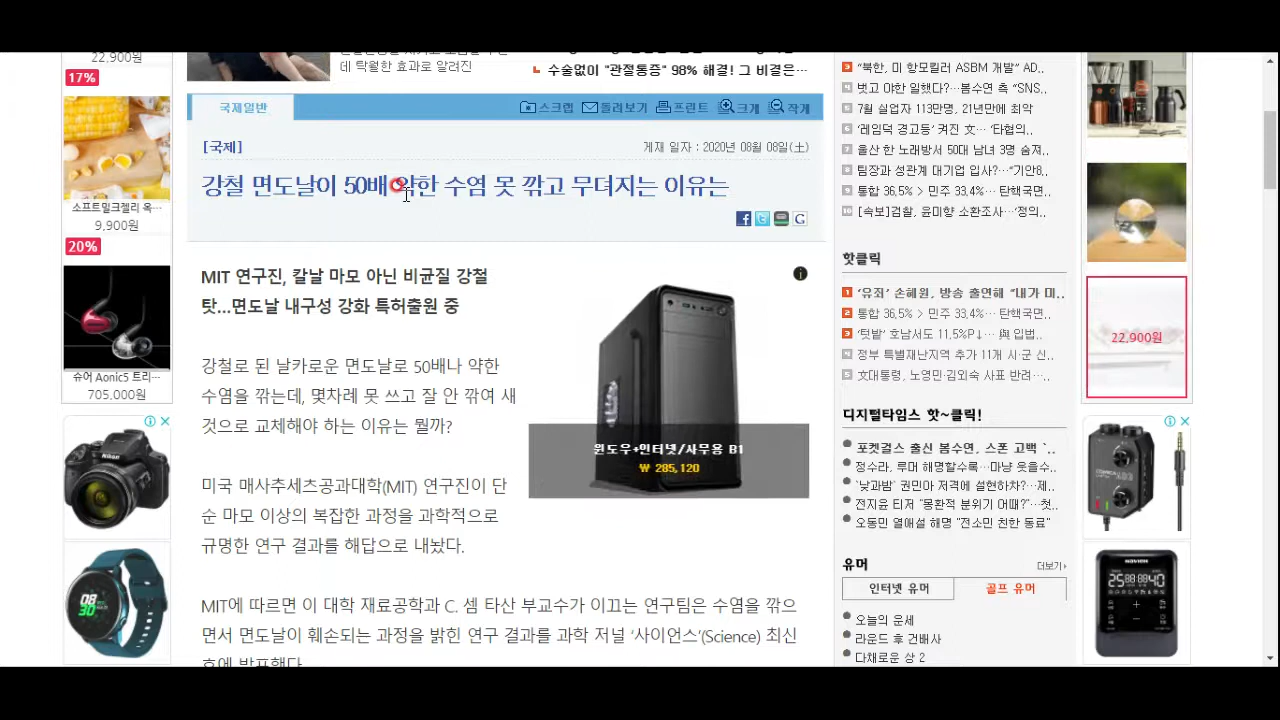 22,900원
17%
소프트밀크젤리 옥…
9,900원
20%
슈어 Aonic5 트리…
705,000원
Nikon
08
30
데 탁월한 효과로 알려진
수술없이 "관절통증" 98% 해결! 그 비결은…
국제일반
스크랩 돌려보기 프린트 크게 작게
[국제]
게재 일자 : 2020년 08월 08일(土)
강철 면도날이 50배 약한 수염 못 깎고 무뎌지는 이유는
MIT 연구진, 칼날 마모 아닌 비균질 강철
탓…면도날 내구성 강화 특허출원 중
강철로 된 날카로운 면도날로 50배나 약한
수염을 깎는데, 몇차례 못 쓰고 잘 안 깎여 새
것으로 교체해야 하는 이유는 뭘까?
미국 매사추세츠공과대학(MIT) 연구진이 단
순 마모 이상의 복잡한 과정을 과학적으로
규명한 연구 결과를 해답으로 내놨다.
윈도우+인터넷/사무용 B1
₩ 285,120
MIT에 따르면 이 대학 재료공학과 C. 셈 타산 부교수가 이끄는 연구팀은 수염을 깎으
면서 면도날이 훼손되는 과정을 밝힌 연구 결과를 과학 저널 ‘사이언스’(Science) 최신
호에 발표했다
3 “북한, 미 항모킬러 ASBM 개발” AD..
4 벗고 야한 일했다?…봄수연 측 “SNS..
5 7월 실업자 113만명, 21년만에 최악
6 ‘레임덕 경고등’ 켜진 文… ‘타협의..
7 울산 한 노래방서 50대 남녀 3명 숨져..
8 팀장과 성관계 대기업 입사?…“기안8..
9 통합 36.5% > 민주 33.4%… 탄핵국면..
10 [속보]검찰, 윤미향 소환조사…“정의..
핫클릭
1 ‘유죄’ 손혜원, 방송 출연해 “내가 미..
2 통합 36.5% > 민주 33.4%… 탄핵국면..
3 ‘텃밭’ 호남서도 11.5%P↓… 與 입법..
4 정부 특별재난지역 추가 11개 시·군 선..
5 文대통령, 노영민·김외숙 사표 반려…..
디지털타임스 핫~클릭!
포켓걸스 출신 봄수연, 스폰 고백 `..
정수라, 루머 해명할수록…마냥 웃을수..
`낮과밤` 권민아 저격에 설현하차?…제..
전지윤 티저 "몽환적 분위기 어때?"…첫..
오동민 열애설 해명 "전소민 친한 동료"
유머
더보기
인터넷 유머 골프 유머
오늘의 운세
라운드 후 건배사
다채로운 상 2
22,900원